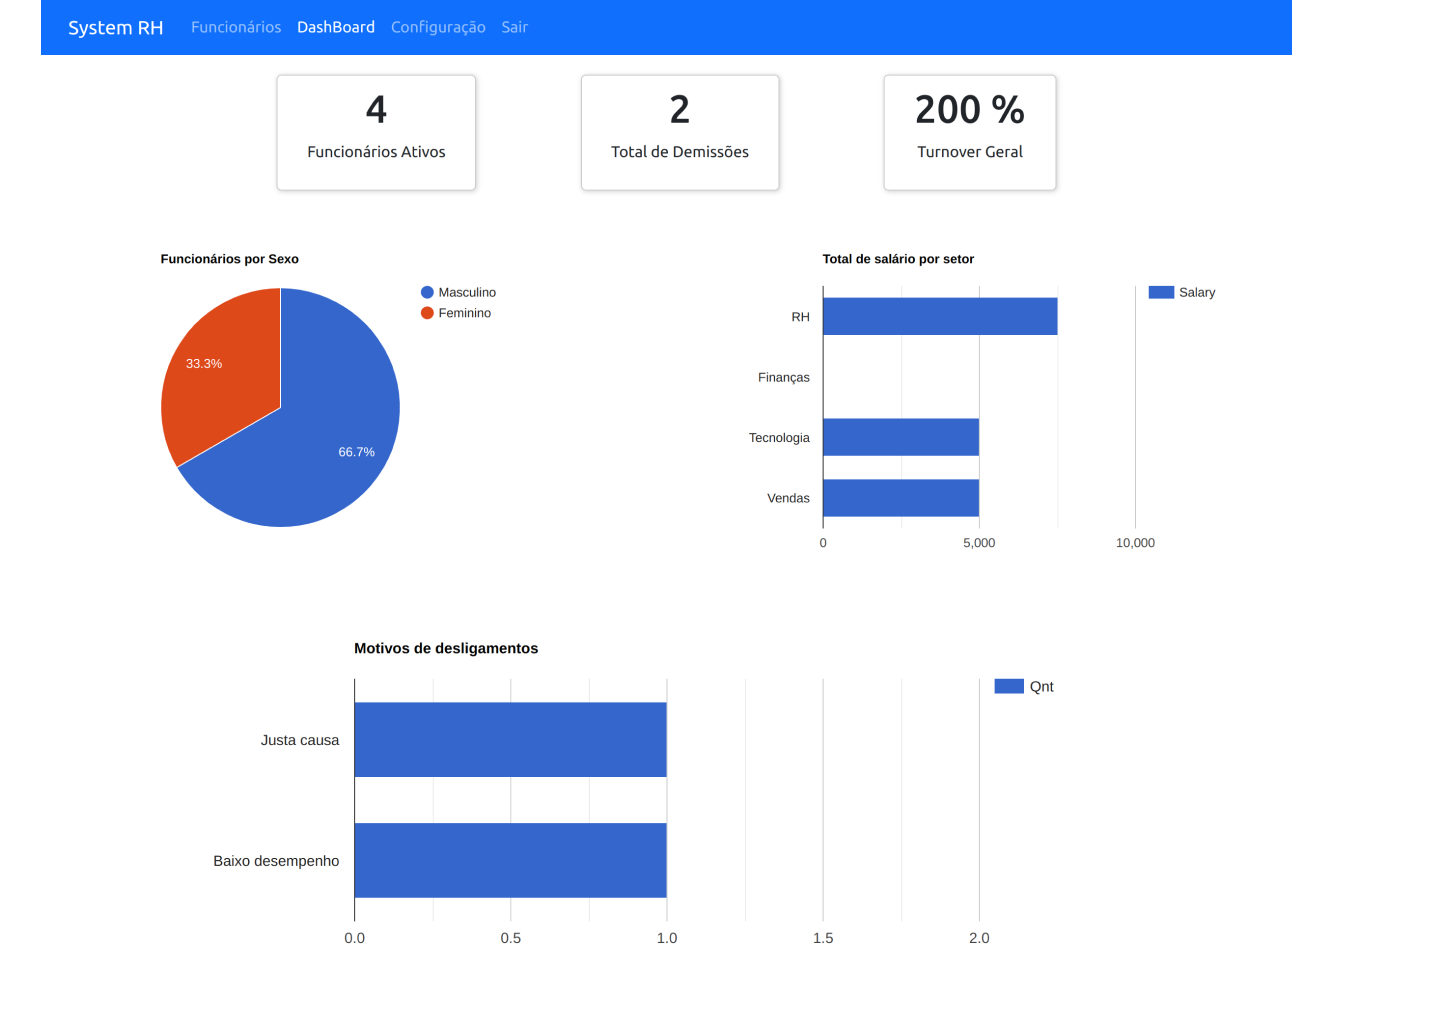 System RH Funcionários DashBoard Configuração Sair
4 2 200 %
Funcionários Ativos Total de Demissões Turnover Geral
Funcionários por Sexo
Masculino
Feminino
33.3%
66.7%
Total de salário por setor
Salary
RH
Finanças
Tecnologia
Vendas
0 5,000 10,000
Motivos de desligamentos
Qnt
Justa causa
Baixo desempenho
0.0 0.5 1.0 1.5 2.0